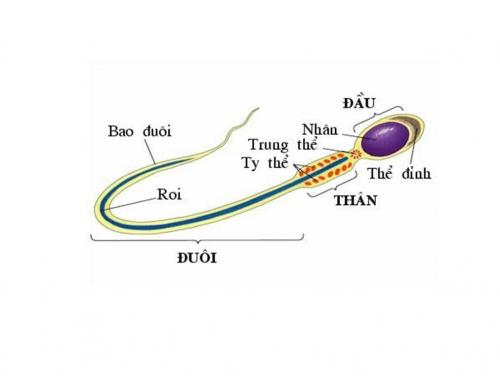 ĐẦU
Nhân
Bao đuôi
Trung thể
Ty thể
Thể đỉnh
Roi
THÂN
ĐUÔI